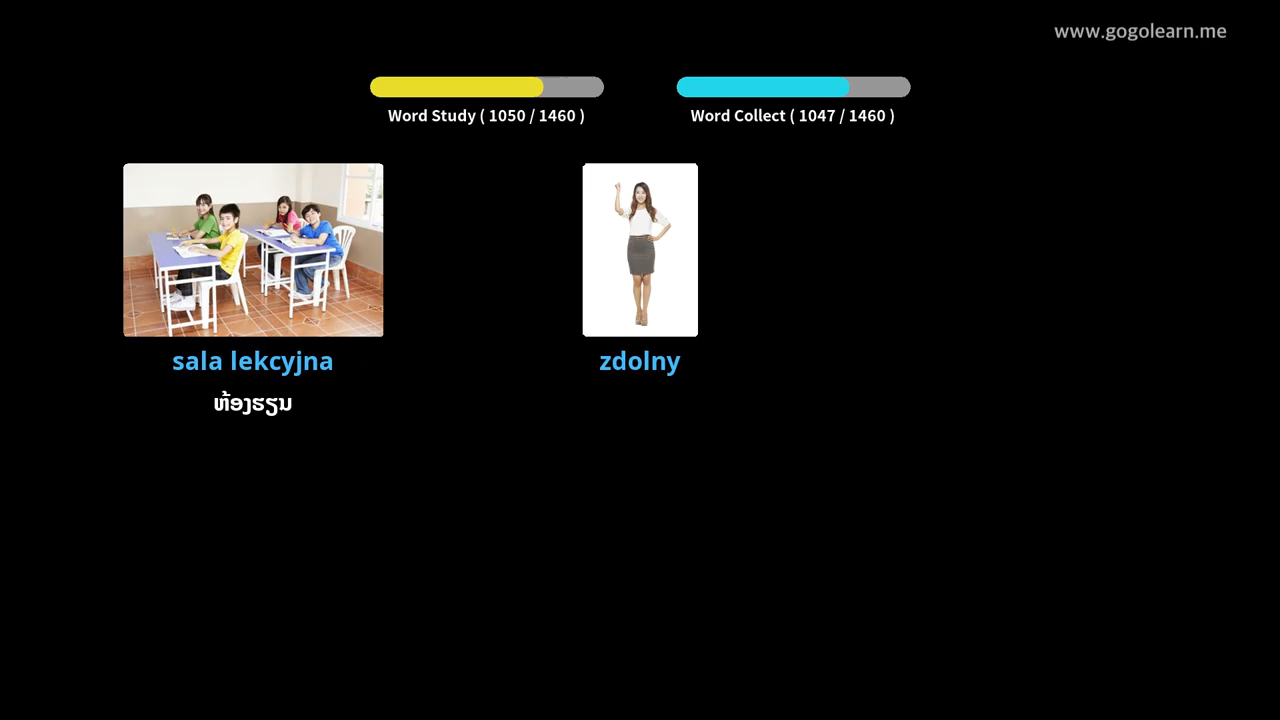 www.gogolearn.me
Word Study ( 1050 / 1460 )
Word Collect ( 1047 / 1460 )
sala lekcyjna
ຫ້ອງຮຽນ
zdolny